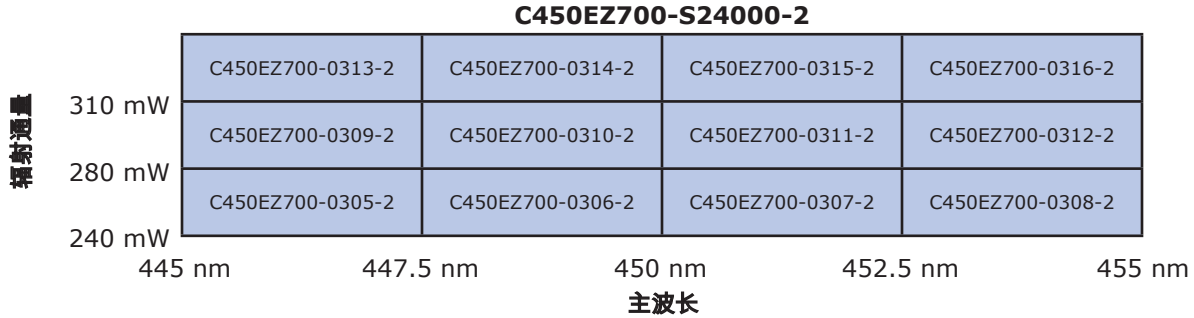 C450EZ700-S24000-2
C450EZ700-0313-2 C450EZ700-0314-2 C450EZ700-0315-2 C450EZ700-0316-2
310 mW
C450EZ700-0309-2 C450EZ700-0310-2 C450EZ700-0311-2 C450EZ700-0312-2
280 mW
C450EZ700-0305-2 C450EZ700-0306-2 C450EZ700-0307-2 C450EZ700-0308-2
240 mW
辐射通量
445 nm 447.5 nm 450 nm 452.5 nm 455 nm
主波长